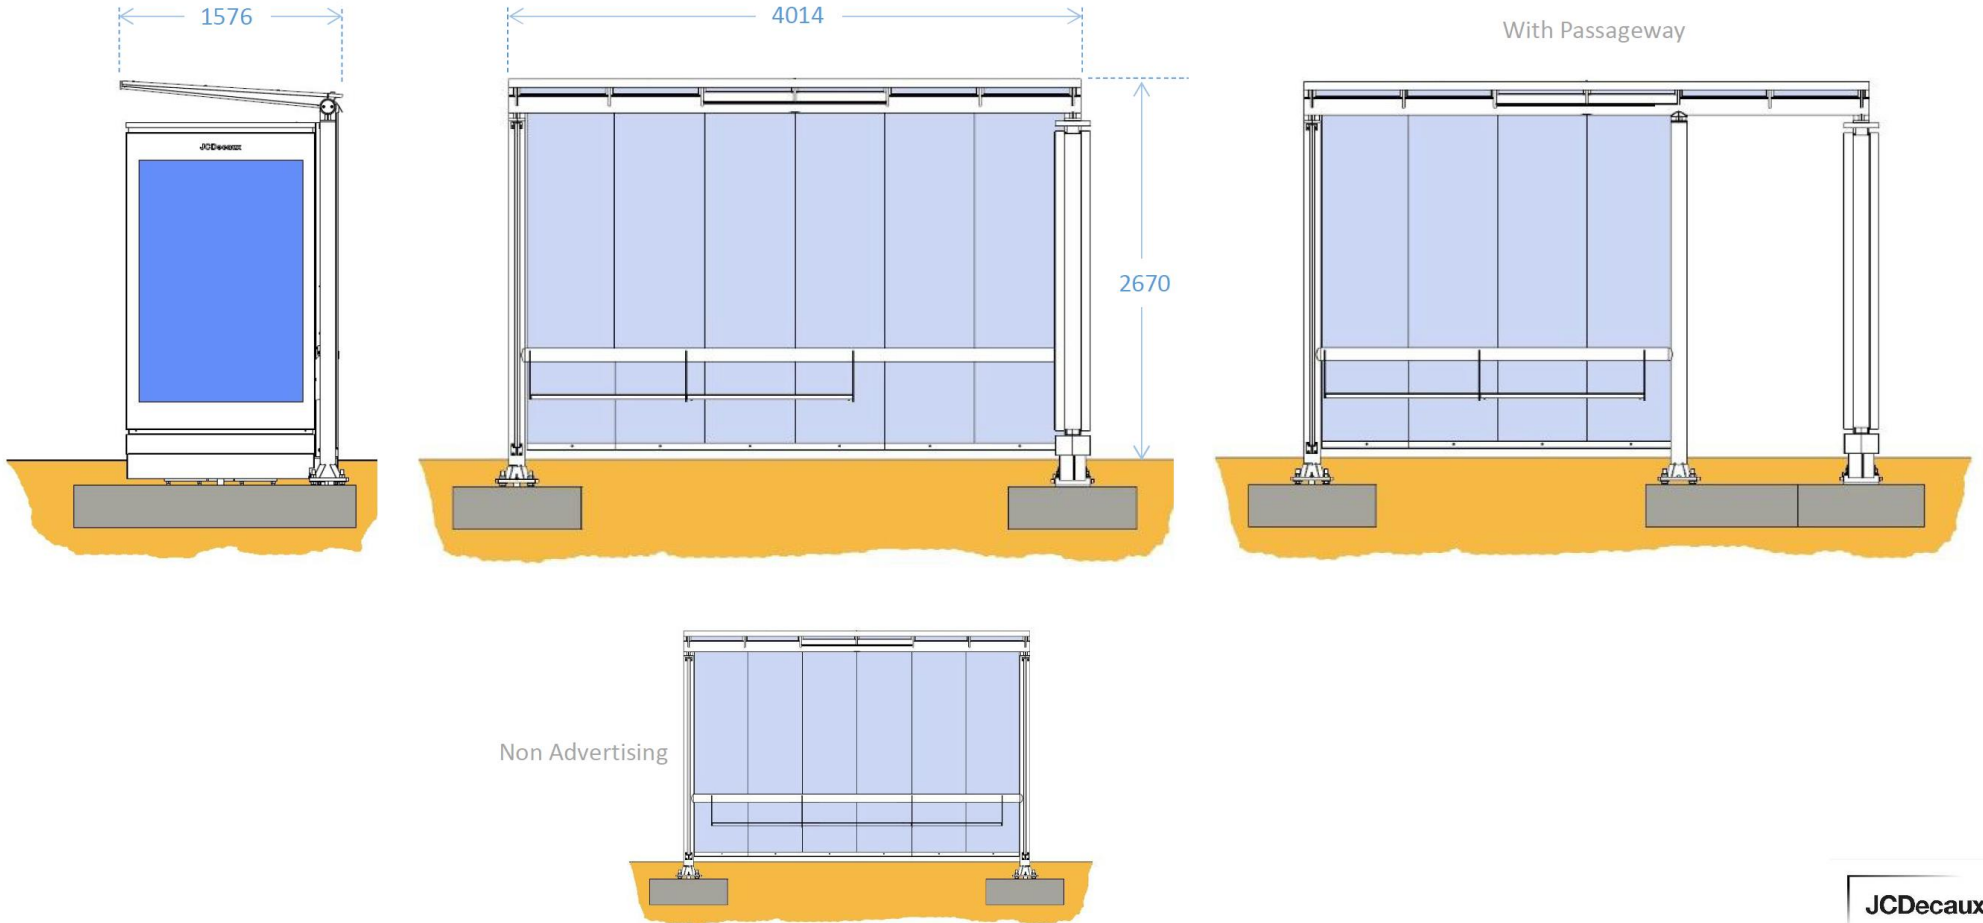 1576
4014
With Passageway
JCDecaux
2670
Non Advertising
JCDecaux